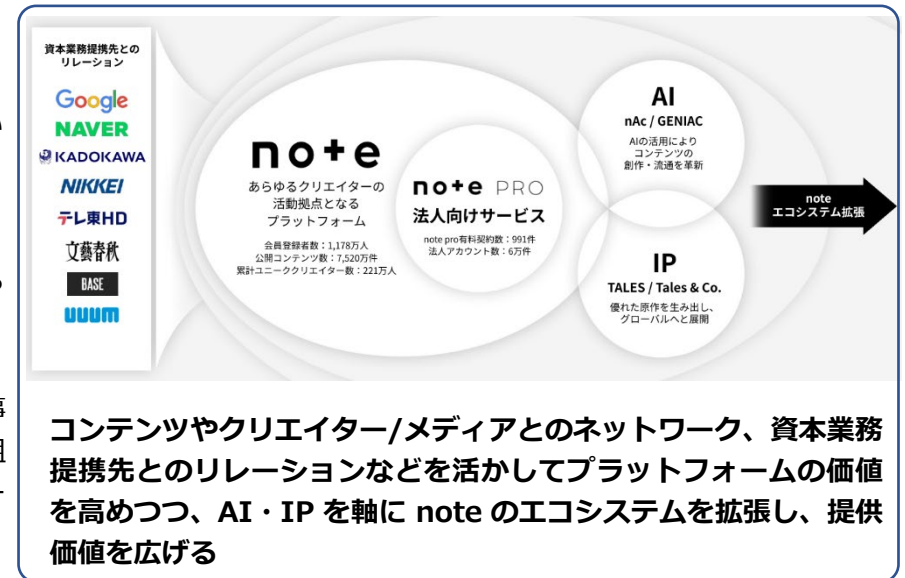 資本業務提携先との
リレーション
Google
NAVER
KADOKAWA
NIKKEI
テレ東HD
文藝春秋
BASE
UUUM
note
あらゆるクリエイターの
活動拠点となる
プラットフォーム
会員登録者数：1,178万人
公開コンテンツ数：7,520万件
累計ユニーククリエイター数：221万人
note PRO
法人向けサービス
note pro有料契約数：991件
法人アカウント数：6万件
AI
nAc / GENIAC
AIの活用により
コンテンツの
創作・流通を革新
IP
TALES / Tales & Co.
優れた原作を生み出し、
グローバルへと展開
note
エコシステム拡張
コンテンツやクリエイター/メディアとのネットワーク、資本業務
提携先とのリレーションなどを活かしてプラットフォームの価値
を高めつつ、AI・IP を軸に note のエコシステムを拡張し、提供
価値を広げる